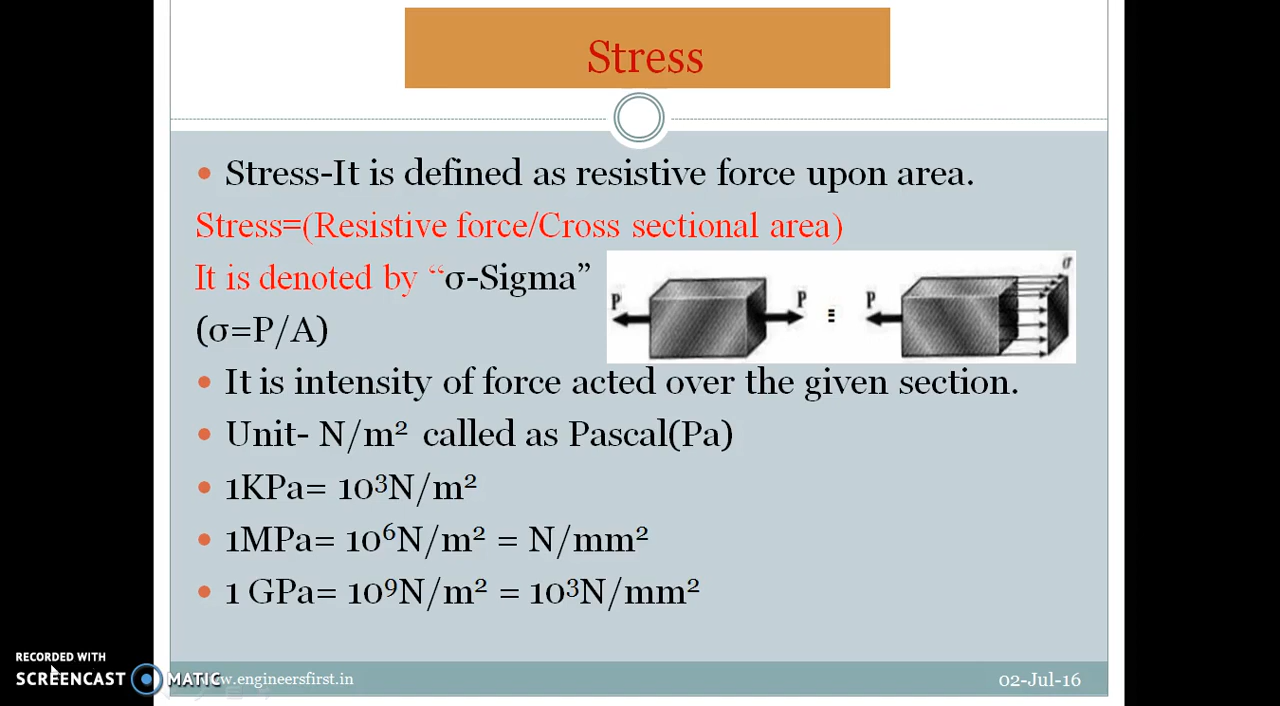 Stress
Stress-It is defined as resistive force upon area.
Stress=(Resistive force/Cross sectional area)
It is denoted by “σ-Sigma”
(σ=P/A)
P P = P σ
It is intensity of force acted over the given section.
Unit- N/m² called as Pascal(Pa)
1KPa= 10³N/m²
1MPa= 10⁶N/m² = N/mm²
1 GPa= 10⁹N/m² = 10³N/mm²
RECORDED WITH
SCREENCAST MATIC
w.engineersfirst.in
02-Jul-16